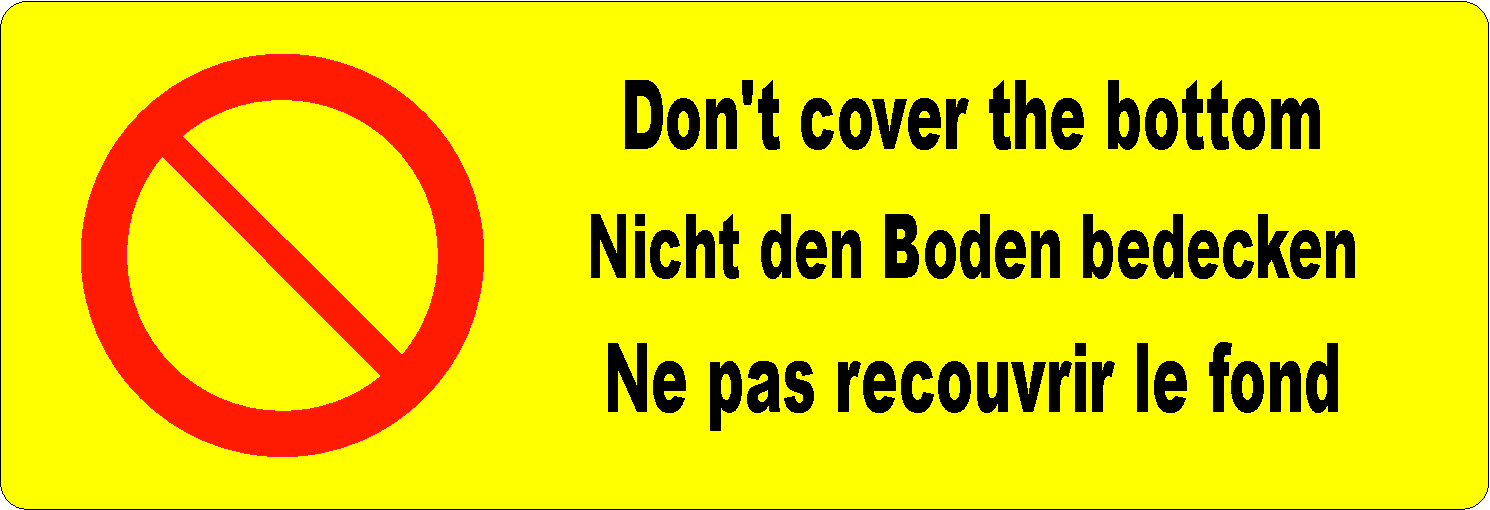 Don't cover the bottom
Nicht den Boden bedecken
Ne pas recouvrir le fond